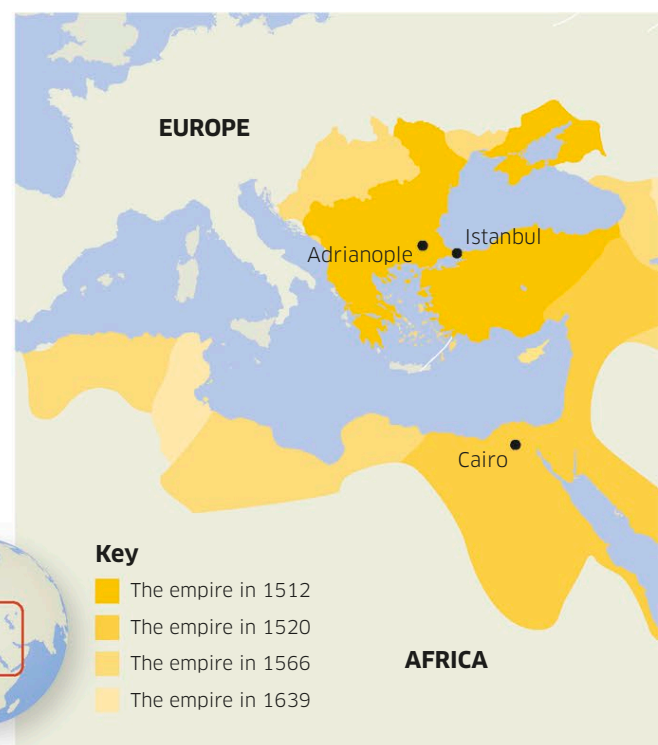 EUROPE
Istanbul
Adrianople
Cairo
Key
The empire in 1512
The empire in 1520
The empire in 1566
The empire in 1639
AFRICA